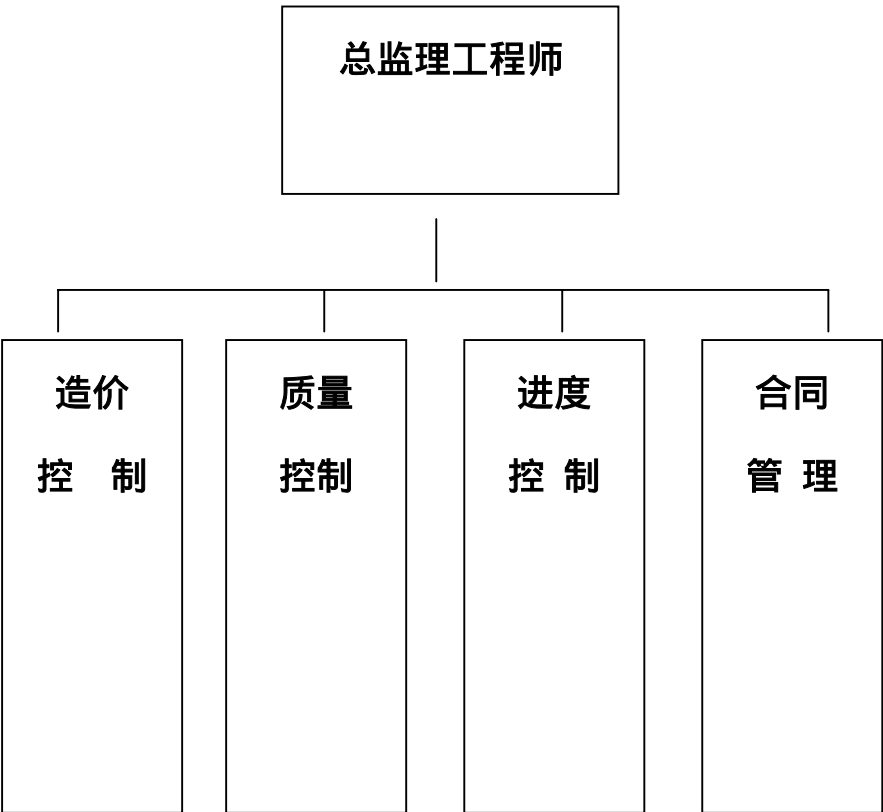 总监理工程师
造价
控 制
质量
控制
进度
控 制
合同
管 理